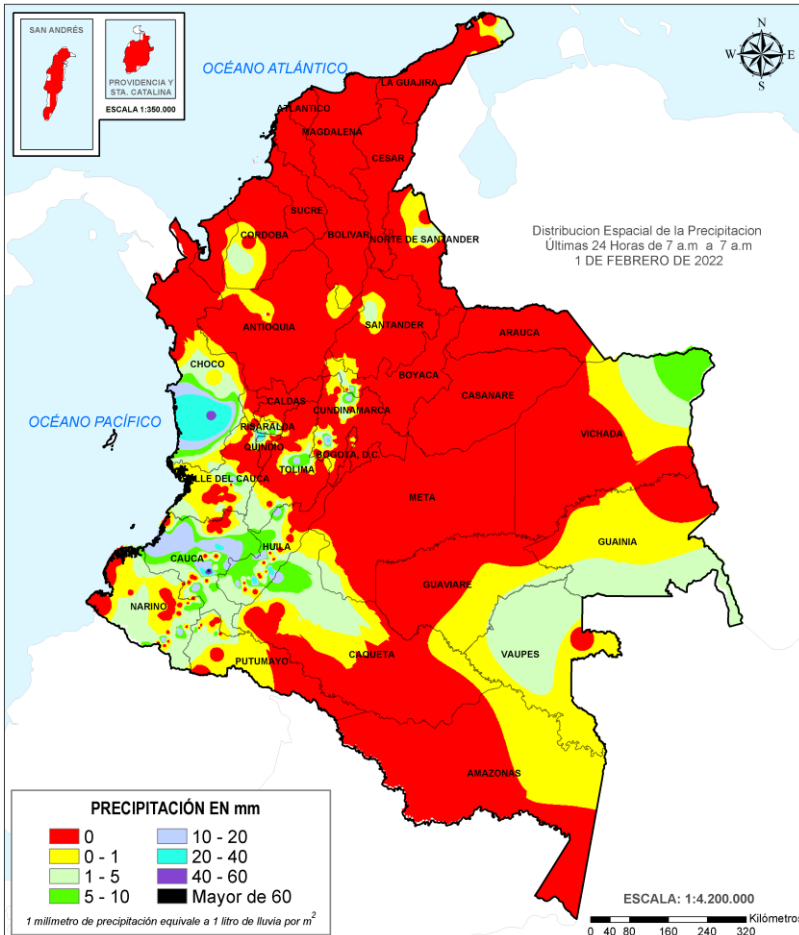 SAN ANDRÉS
PROVIDENCIA Y
STA. CATALINA
ESCALA 1:350.000
OCÉANO ATLÁNTICO
N
W
E
S
LA GUAJIRA
ATLANTICO
MAGDALENA
CESAR
SUCRE
CORDOBA
BOLIVAR
NORTE DE SANTANDER
Distribucion Espacial de la Precipitacion
Últimas 24 Horas de 7 a.m a 7 a.m
1 DE FEBRERO DE 2022
ANTIOQUIA
SANTANDER
ARAUCA
CHOCO
BOYACA
CASANARE
CALDAS
CUNDINAMARCA
OCÉANO PACÍFICO
RISARALDA
VICHADA
QUINDIO
BOGOTA, D.C.
TOLIMA
VALLE DEL CAUCA
META
GUAINIA
HUILA
CAUCA
GUAVIARE
NARINO
VAUPES
CAQUETA
PUTUMAYO
AMAZONAS
PRECIPITACIÓN EN mm
0
0 - 1
1 - 5
5 - 10
10 - 20
20 - 40
40 - 60
Mayor de 60
1 milímetro de precipitación equivale a 1 litro de lluvia por m2
ESCALA: 1:4.200.000
Kilómetros
0 40 80 160 240 320